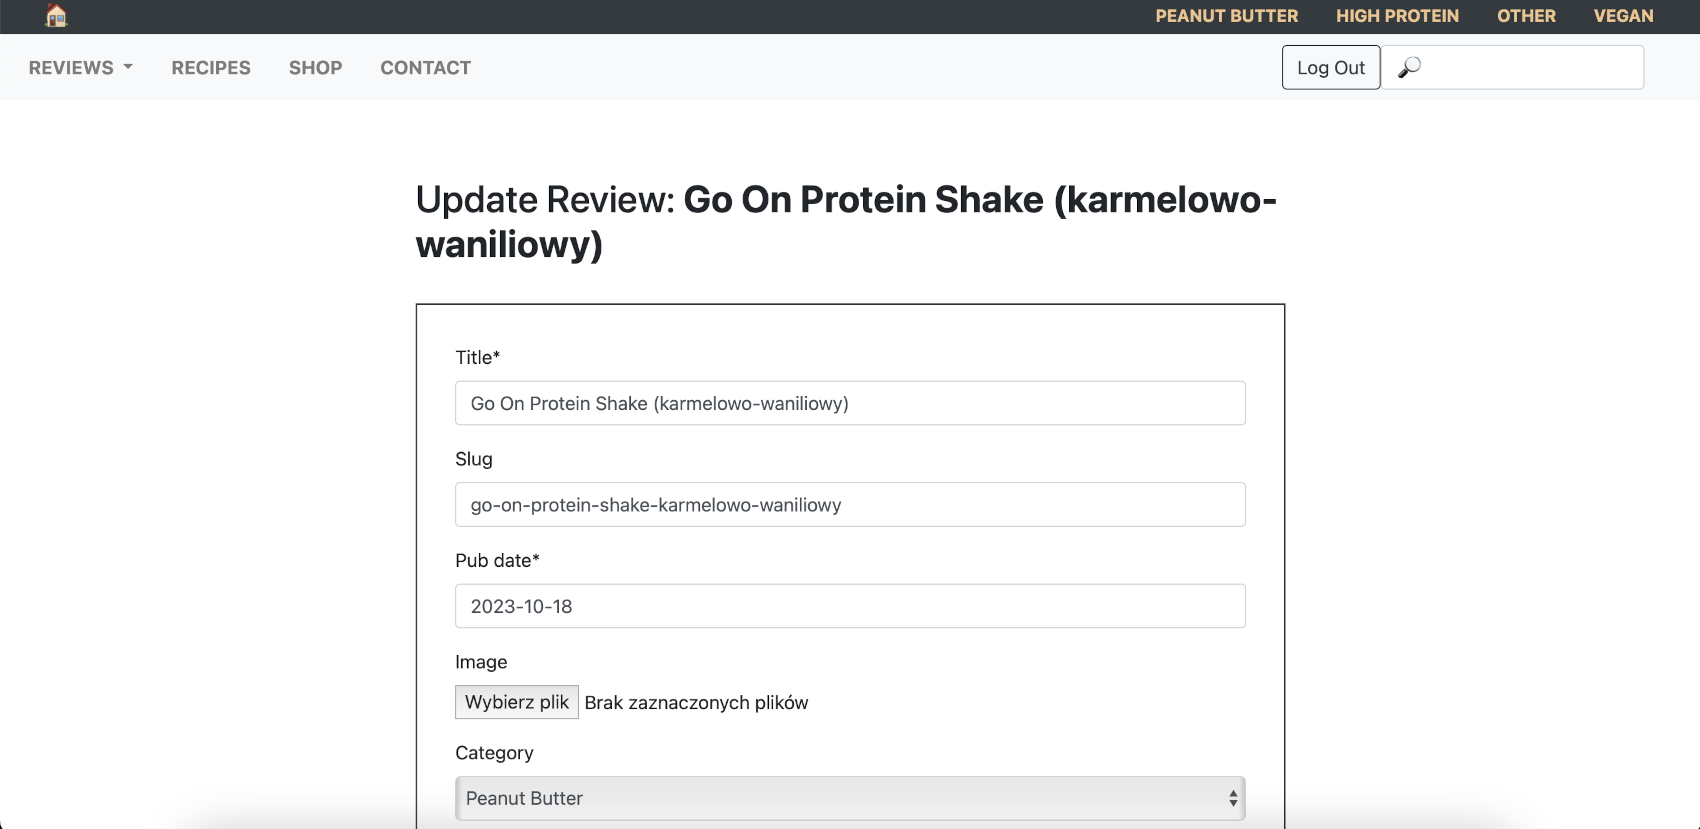 PEANUT BUTTER HIGH PROTEIN OTHER VEGAN
REVIEWS RECIPES SHOP CONTACT Log Out
Update Review: Go On Protein Shake (karmelowo-
waniliowy)
Title*
Go On Protein Shake (karmelowo-waniliowy)
Slug
go-on-protein-shake-karmelowo-waniliowy
Pub date*
2023-10-18
Image
Wybierz plik Brak zaznaczonych plików
Category
Peanut Butter